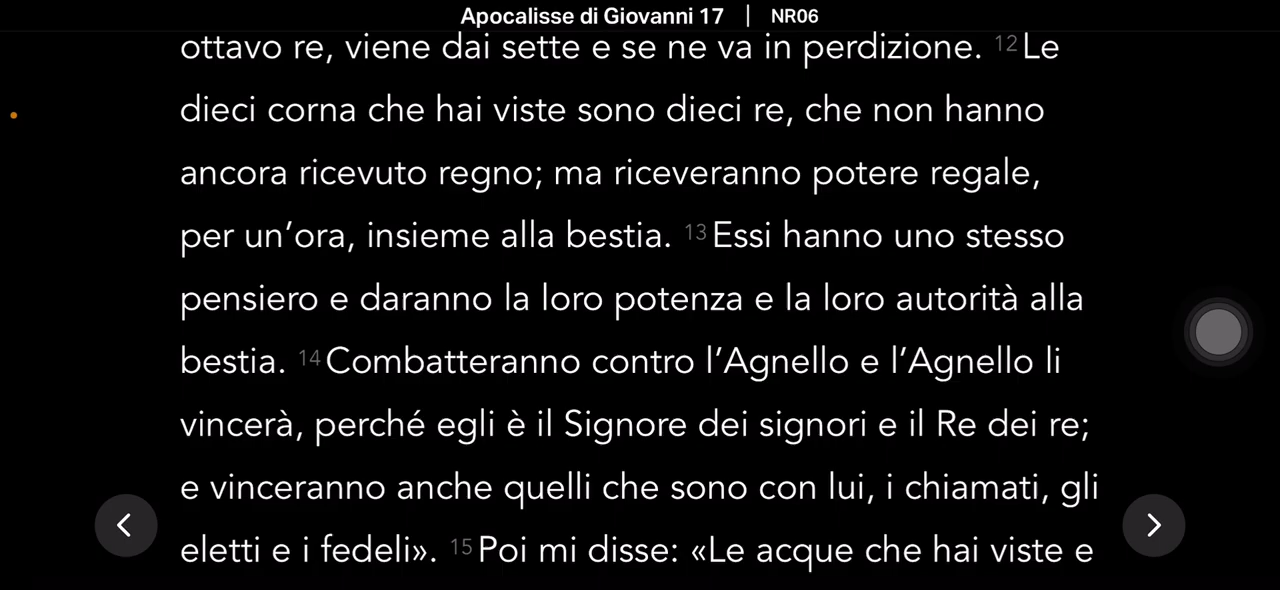 Apocalisse di Giovanni 17 | NR06
ottavo re, viene dai sette e se ne va in perdizione. 12 Le
dieci corna che hai viste sono dieci re, che non hanno
ancora ricevuto regno; ma riceveranno potere regale,
per un’ora, insieme alla bestia. 13 Essi hanno uno stesso
pensiero e daranno la loro potenza e la loro autorità alla
bestia. 14 Combatteranno contro l’Agnello e l’Agnello li
vincerà, perché egli è il Signore dei signori e il Re dei re;
e vinceranno anche quelli che sono con lui, i chiamati, gli
eletti e i fedeli». 15 Poi mi disse: «Le acque che hai viste e